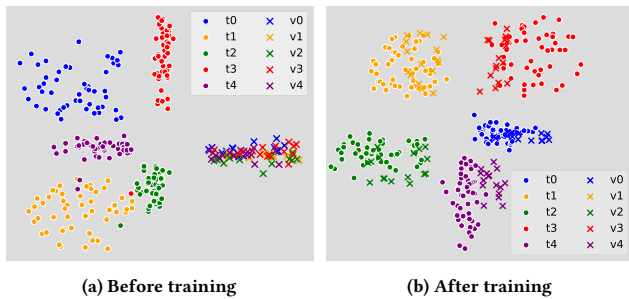 t0 v0
t1 v1
t2 v2
t3 v3
t4 v4
t0 v0
t1 v1
t2 v2
t3 v3
t4 v4
(a) Before training
(b) After training